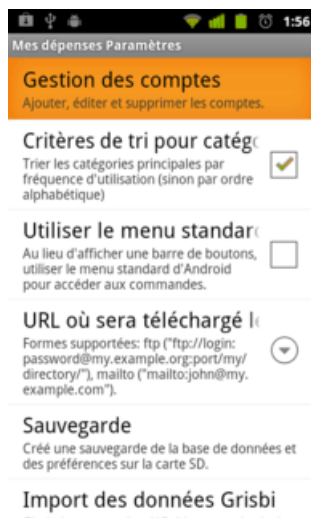 1:56
Mes dépenses Paramètres
Gestion des comptes
Ajouter, éditer et supprimer les comptes.
Critères de tri pour catég
Trier les catégories principales par
fréquence d'utilisation (sinon par ordre
alphabétique)
Utiliser le menu standar
Au lieu d'afficher une barre de boutons,
utiliser le menu standard d'Android
pour accéder aux commandes.
URL où sera téléchargé l
Formes supportées: ftp ("ftp://login:
password@my.example.org:port/my/
directory/"), mailto ("mailto:john@my.
example.com").
Sauvegarde
Créé une sauvegarde de la base de données et
des préférences sur la carte SD.
Import des données Grisbi